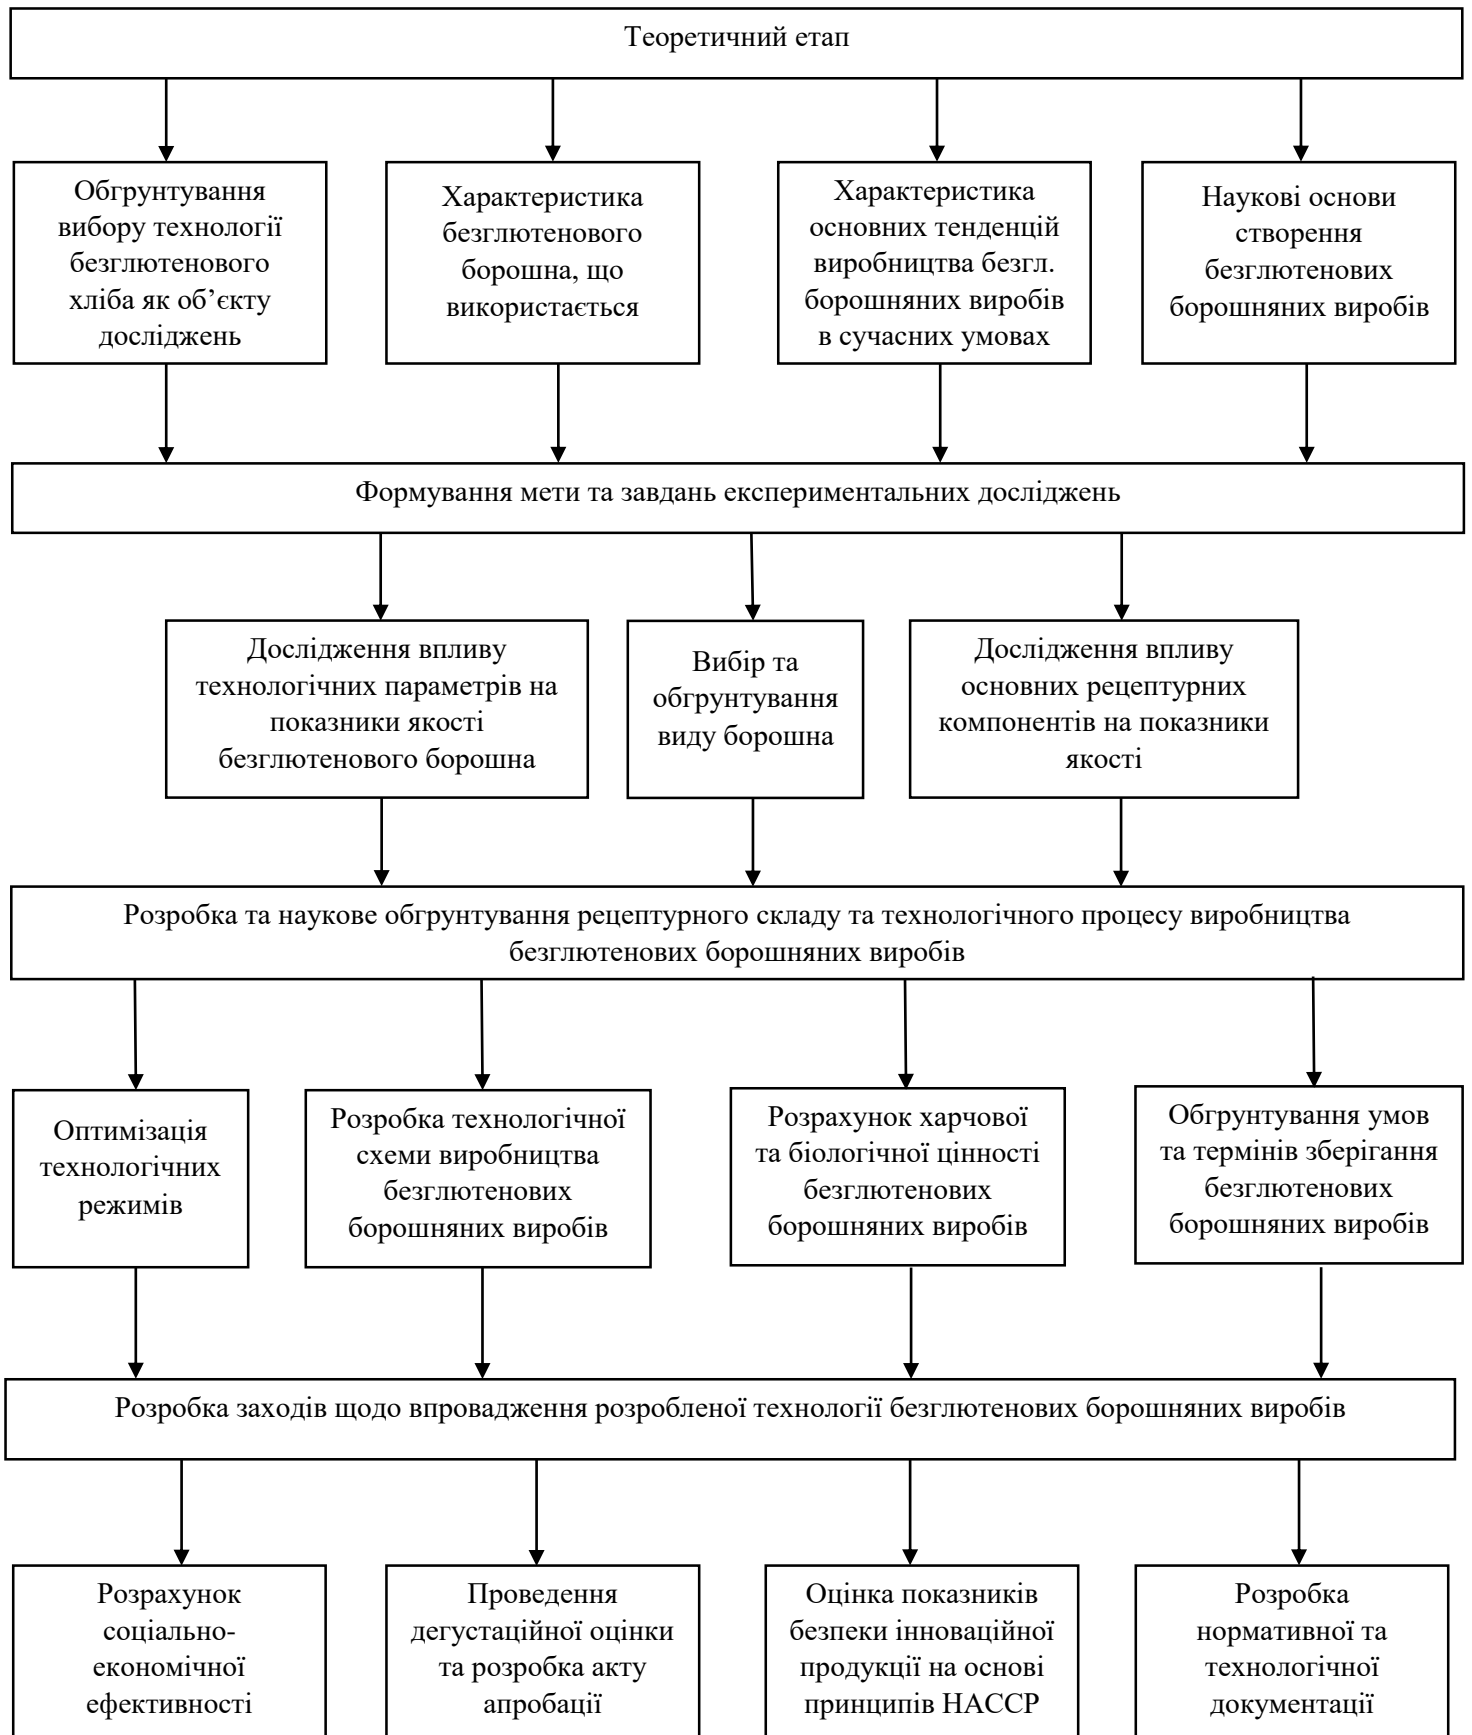 Теоретичний етап
Обгрунтування
вибору технології
безглютенового
хліба як об’єкту
досліджень
Характеристика
безглютенового
борошна, що
використається
Характеристика
основних тенденцій
виробництва безгл.
борошняних виробів
в сучасних умовах
Наукові основи
створення
безглютенових
борошняних виробів
Формування мети та завдань експериментальних досліджень
Дослідження впливу
технологічних параметрів на
показники якості
безглютенового борошна
Вибір та
обгрунтування
виду борошна
Дослідження впливу
основних рецептурних
компонентів на показники
якості
Розробка та наукове обгрунтування рецептурного складу та технологічного процесу виробництва
безглютенових борошняних виробів
Оптимізація
технологічних
режимів
Розробка технологічної
схеми виробництва
безглютенових
борошняних виробів
Розрахунок харчової
та біологічної цінності
безглютенових
борошняних виробів
Обгрунтування умов
та термінів зберігання
безглютенових
борошняних виробів
Розробка заходів щодо впровадження розробленої технології безглютенових борошняних виробів
Розрахунок
соціально-
економічної
ефективності
Проведення
дегустаційної оцінки
та розробка акту
апробації
Оцінка показників
безпеки інноваційної
продукції на основі
принципів НАССР
Розробка
нормативної та
технологічної
документації